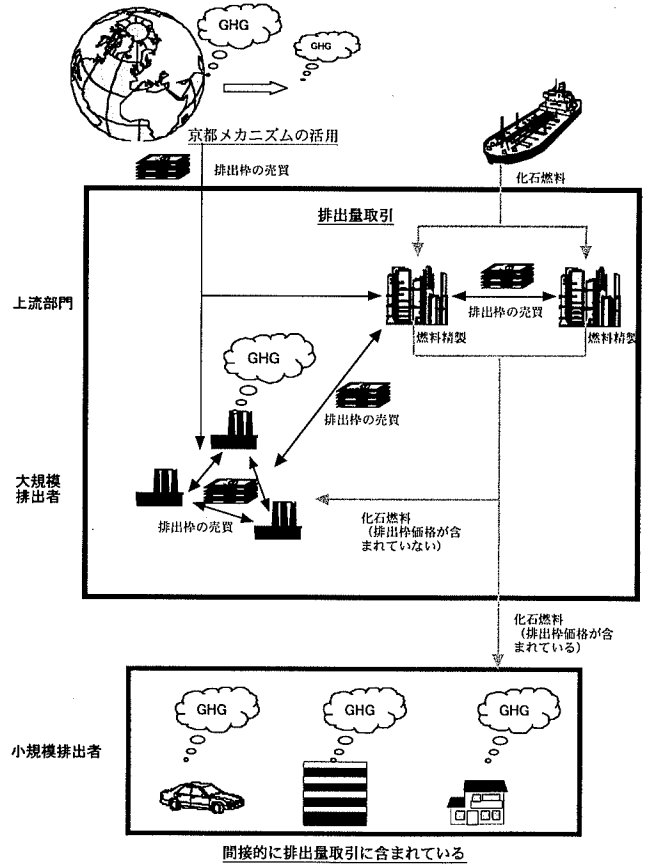 GHG
GHG
京都メカニズムの活用
排出枠の売買
化石燃料
排出量取引
上流部門
排出枠の売買
燃料精製
燃料精製
GHG
排出枠の売買
大規模
排出者
排出枠の売買
化石燃料
（排出枠価格が含
まれていない）
化石燃料
（排出枠価格が含
まれている）
GHG
GHG
GHG
小規模排出者
間接的に排出量取引に含まれている